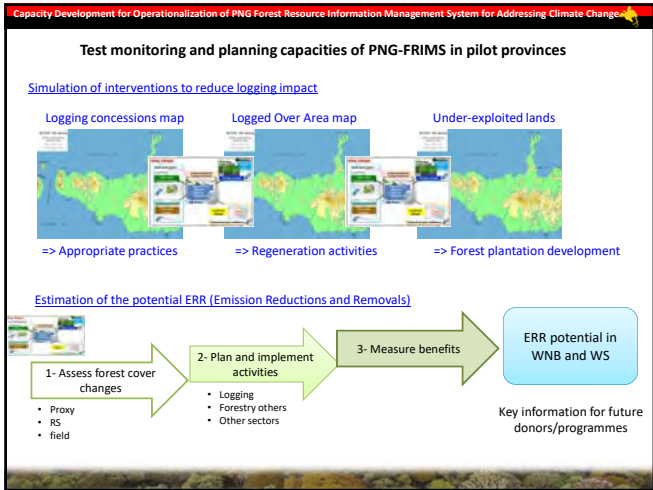 Capacity Development for Operationalization of PNG Forest Resource Information Management System for Addressing Climate Change
Test monitoring and planning capacities of PNG-FRIMS in pilot provinces
Simulation of interventions to reduce logging impact
Logging concessions map
Logged Over Area map
Under-exploited lands
=> Appropriate practices
=> Regeneration activities
=> Forest plantation development
Estimation of the potential ERR (Emission Reductions and Removals)
1- Assess forest cover
changes
• Proxy
• RS
• field
2- Plan and implement
activities
• Logging
• Forestry others
• Other sectors
3- Measure benefits
ERR potential in
WNB and WS
Key information for future
donors/programmes